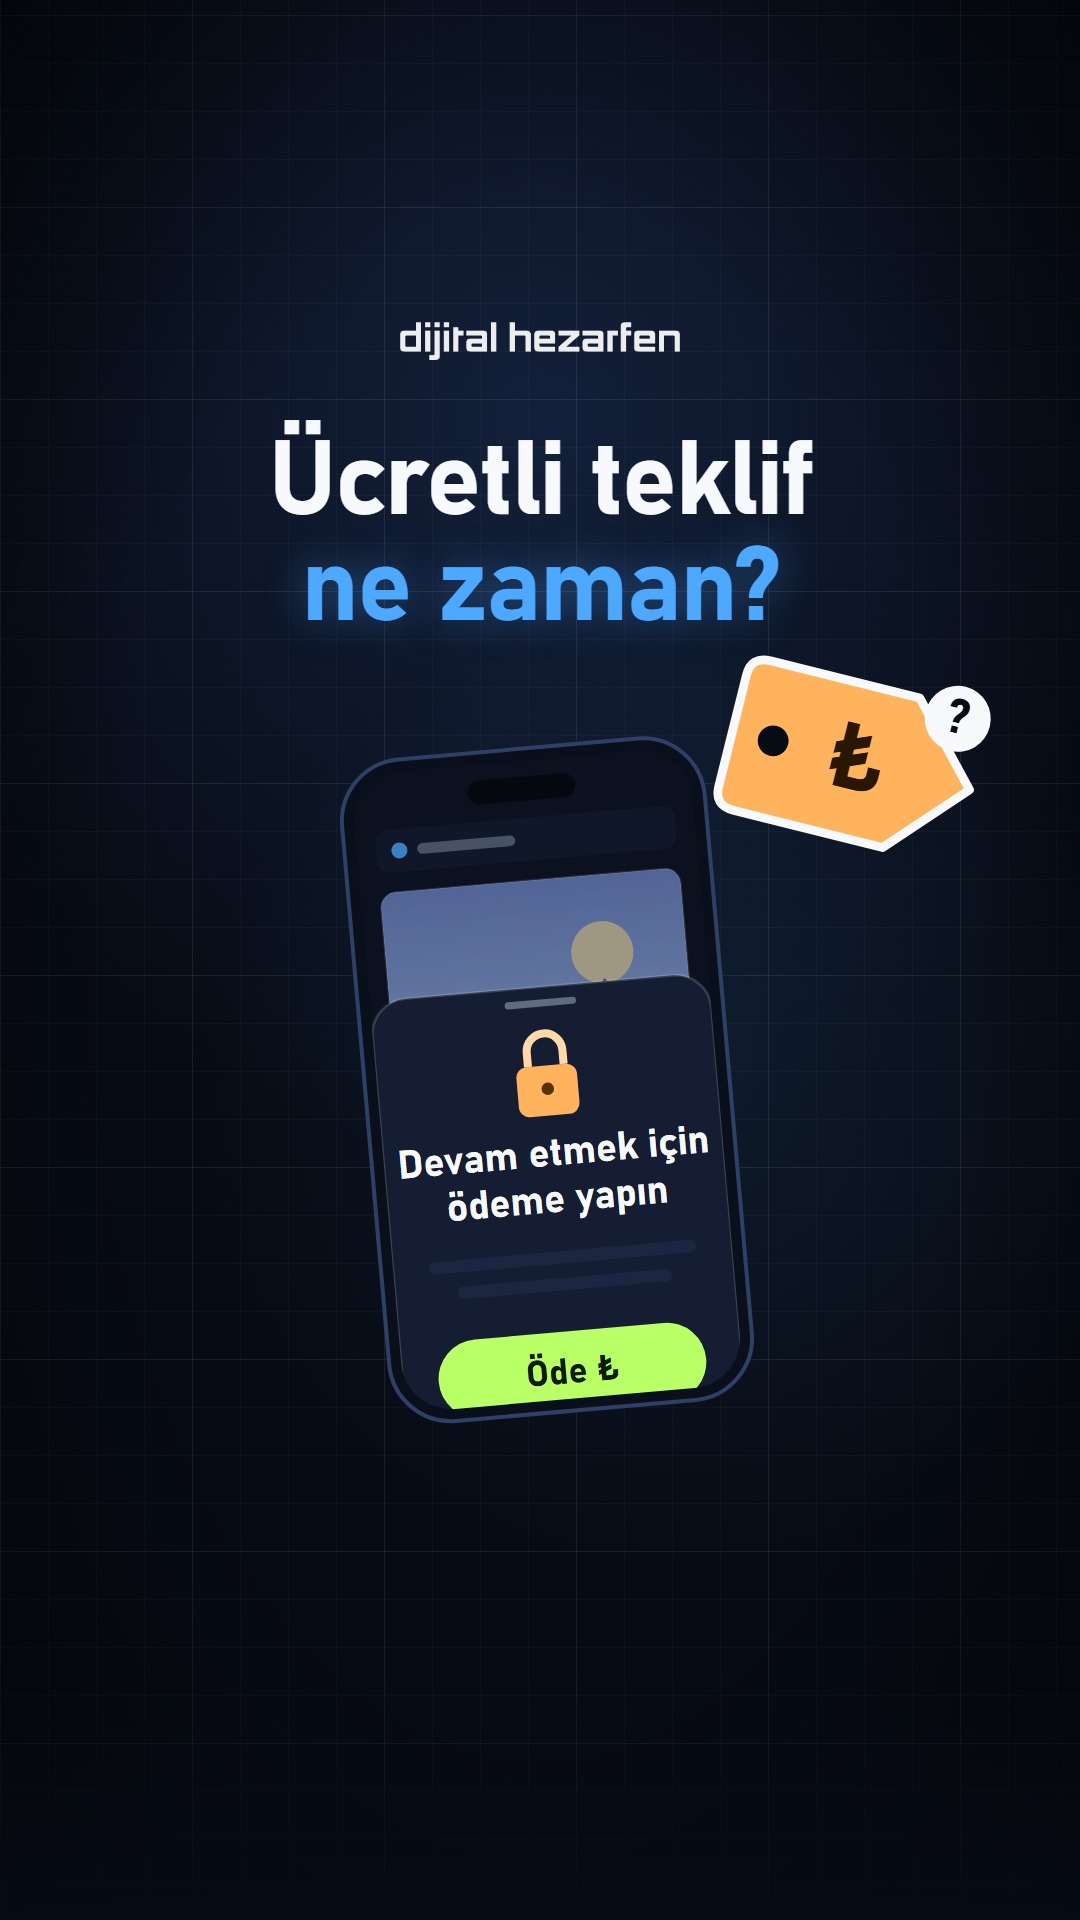 dijital hezarfen
Ücretli teklif
ne zaman?
?
₺
Devam etmek için
ödeme yapın
Öde ₺